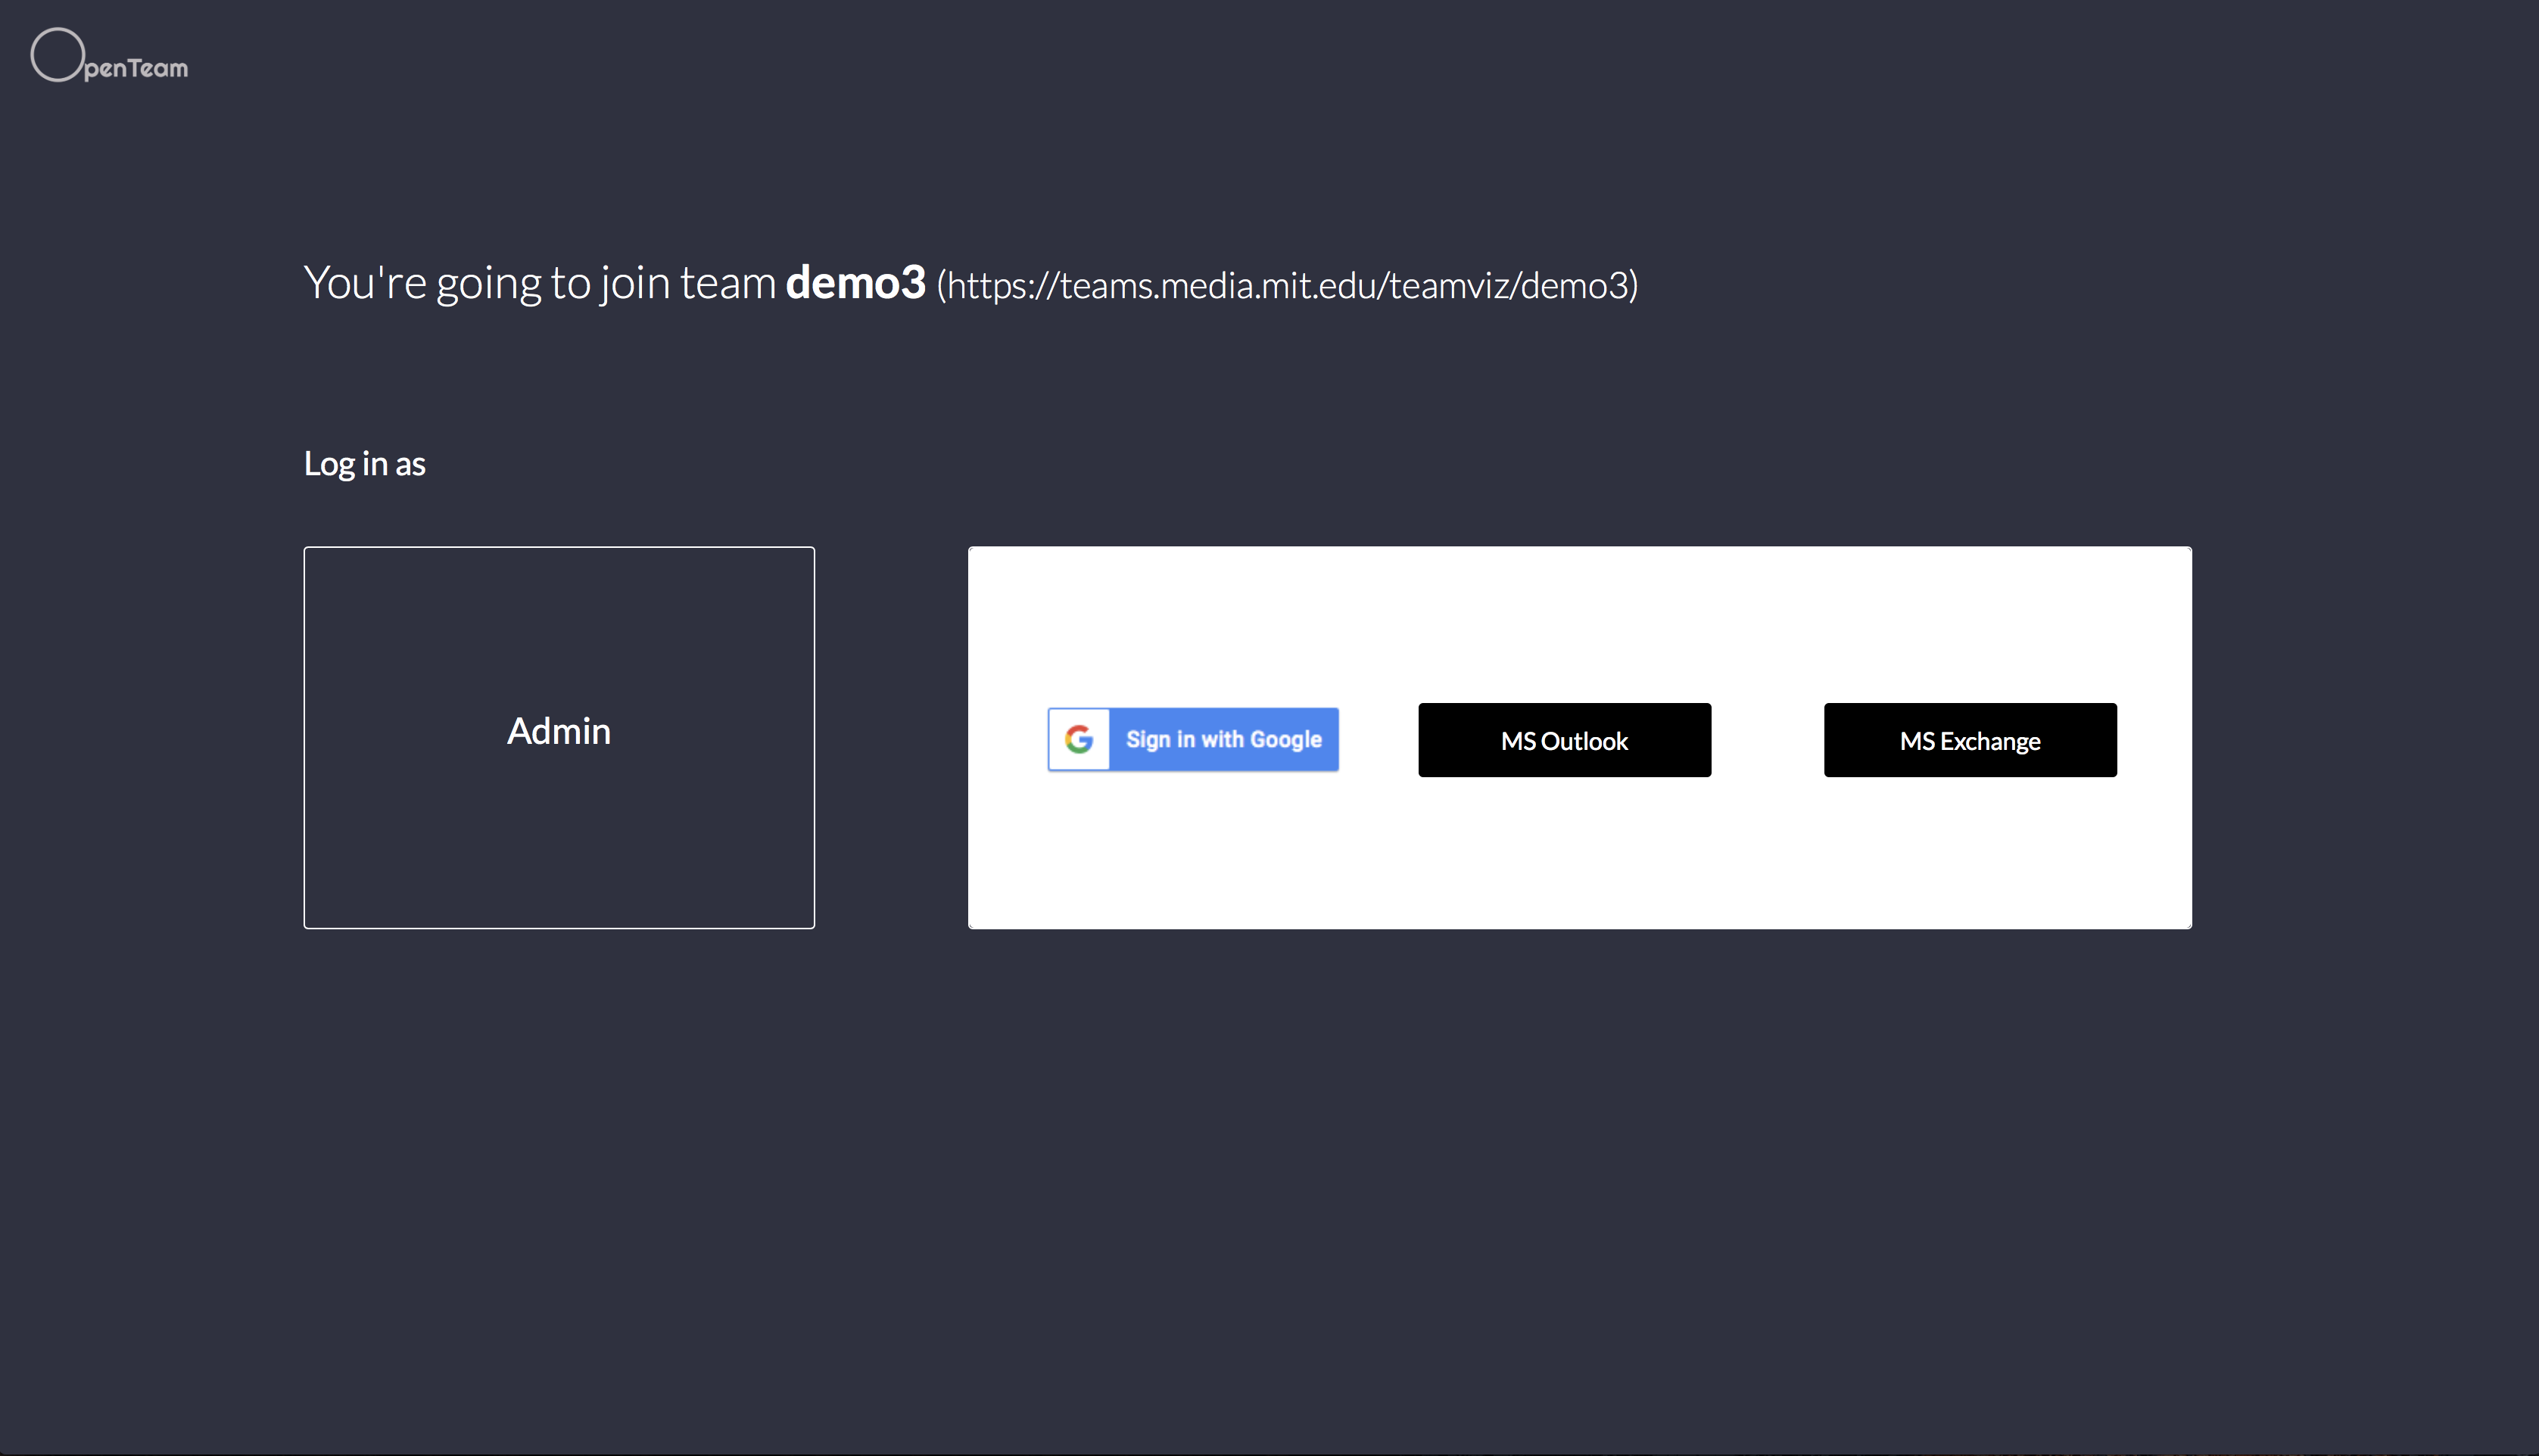 OpenTeam
You're going to join team demo3 (https://teams.media.mit.edu/teamviz/demo3)
Log in as
Admin
G Sign in with Google
MS Outlook
MS Exchange